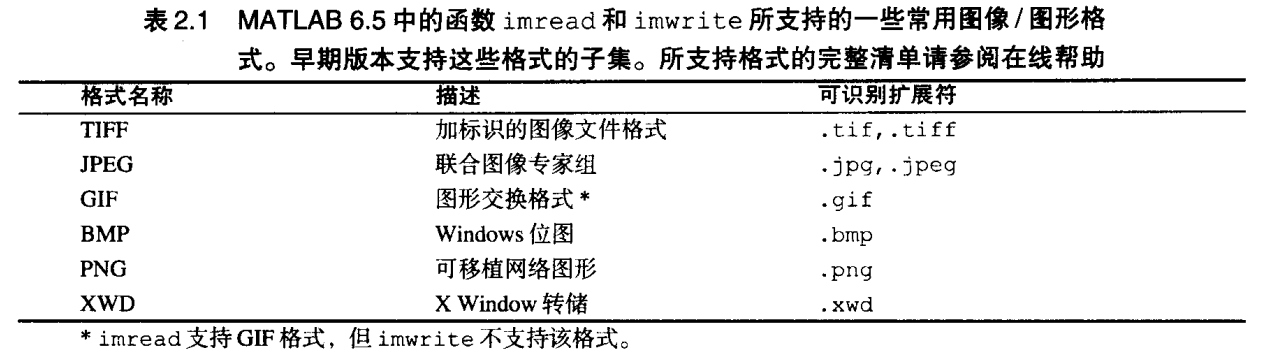 表 2.1 MATLAB 6.5 中的函数 imread 和 imwrite 所支持的一些常用图像 / 图形格
式。早期版本支持这些格式的子集。所支持格式的完整清单请参阅在线帮助
格式名称 描述 可识别扩展符
TIFF 加标识的图像文件格式 .tif,.tiff
JPEG 联合图像专家组 .jpg,.jpeg
GIF 图形交换格式 * .gif
BMP Windows 位图 .bmp
PNG 可移植网络图形 .png
XWD X Window 转储 .xwd
* imread 支持 GIF 格式，但 imwrite 不支持该格式。